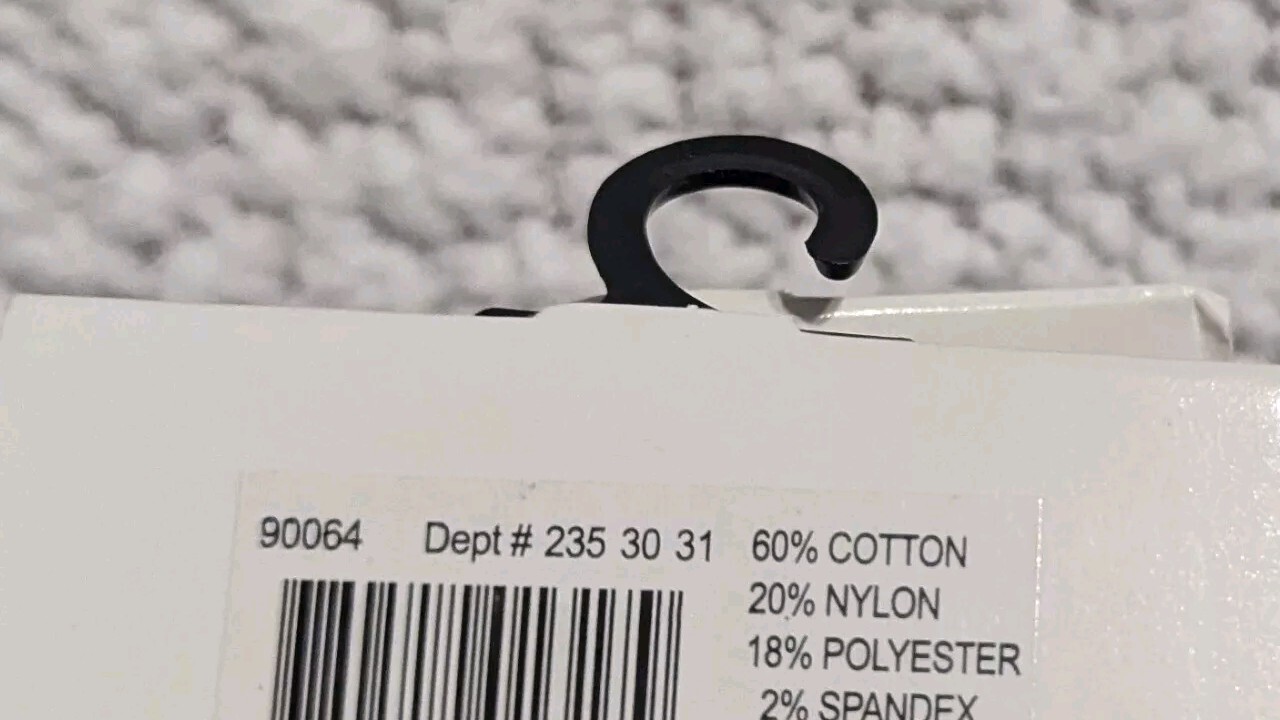 90064 Dept # 235 30 31
60% COTTON
20% NYLON
18% POLYESTER
2% SPANDEX